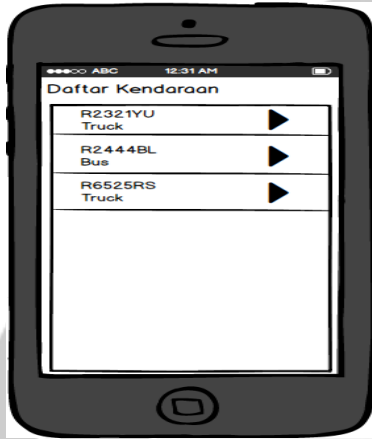 ABC 12:31 AM
Daftar Kendaraan
R2321YU
Truck
R2444BL
Bus
R6525RS
Truck